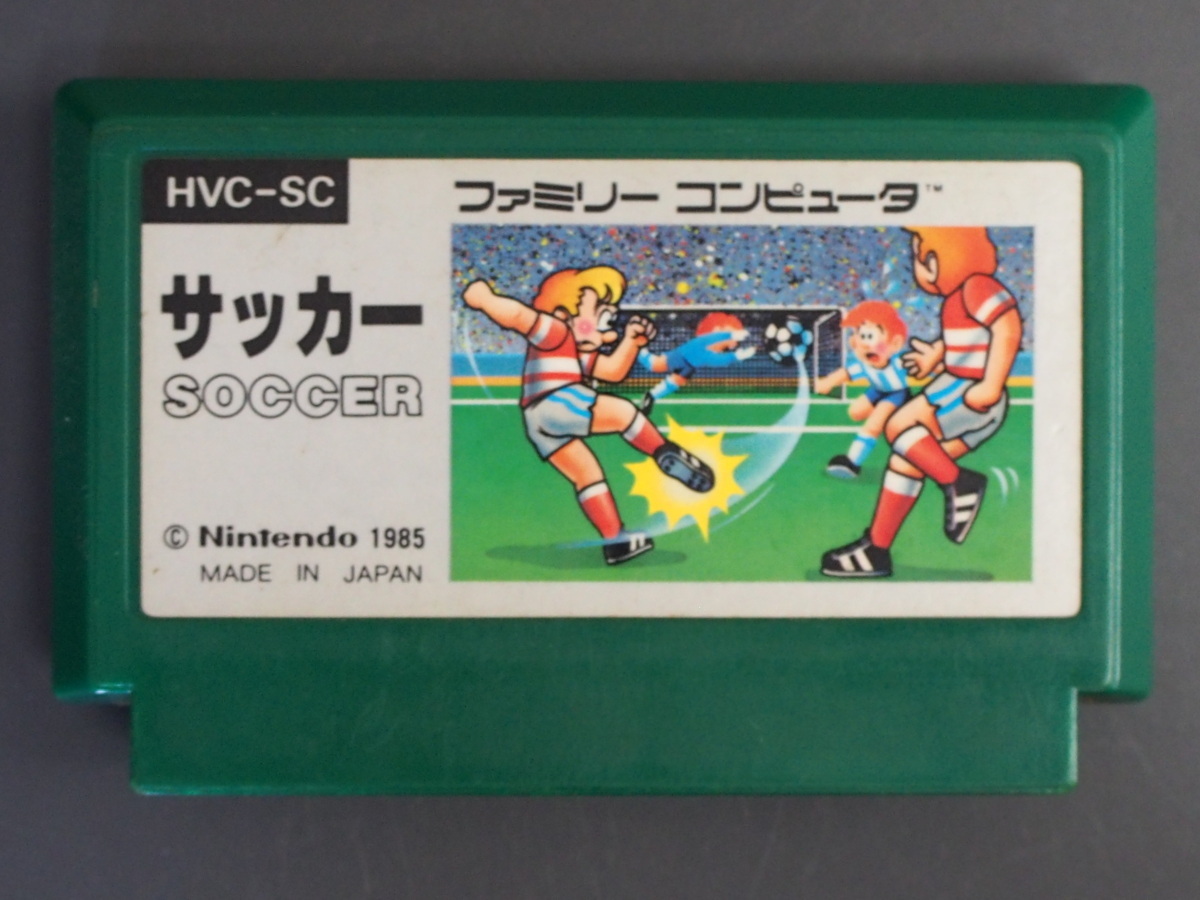 HVC-SC
ファミリー コンピュータ™
サッカー
SOCCER
© Nintendo 1985
MADE IN JAPAN